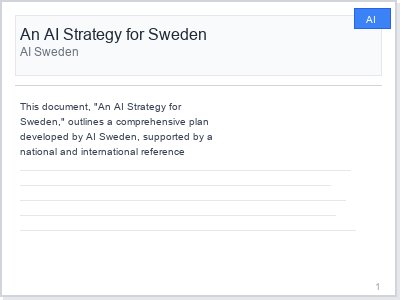 AI
An AI Strategy for Sweden
AI Sweden
This document, "An AI Strategy for
Sweden," outlines a comprehensive plan
developed by AI Sweden, supported by a
national and international reference
1